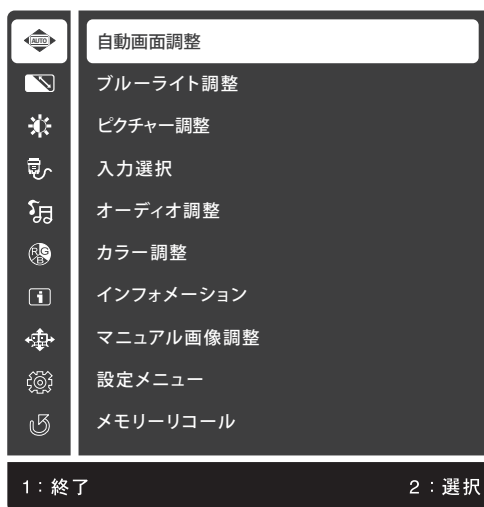 AUTO
自動画面調整
ブルーライト調整
ピクチャー調整
入力選択
オーディオ調整
RGB
カラー調整
i
インフォメーション
マニュアル画像調整
設定メニュー
メモリーリコール
1：終了
2：選択